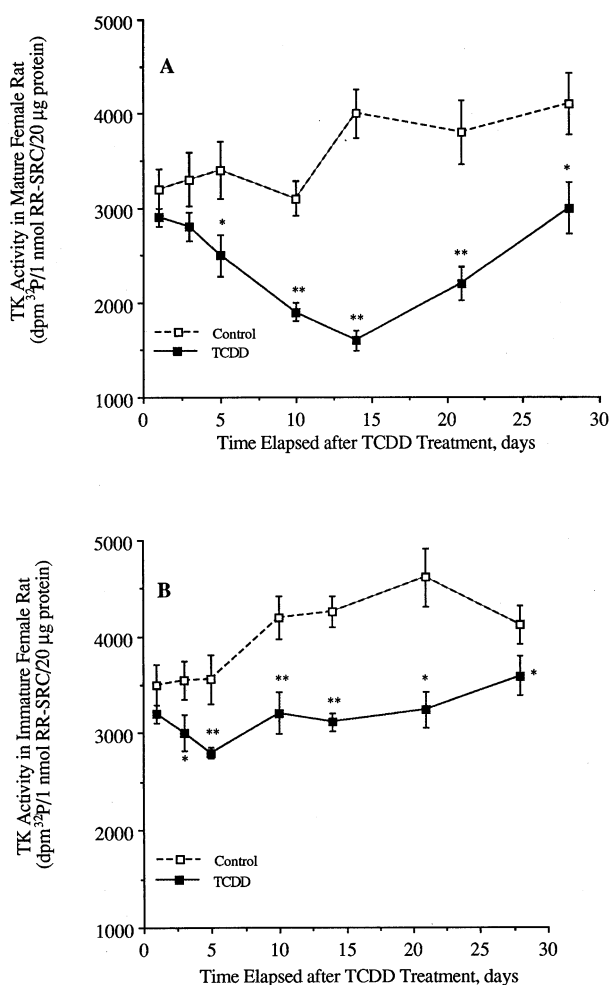 TK Activity in Mature Female Rat
(dpm ³²P/1 nmol RR-SRC/20 µg protein)
A
5000
4000
3000
2000
1000
*
**
**
**
*
Control
TCDD
0 5 10 15 20 25 30
Time Elapsed after TCDD Treatment, days
TK Activity in Immature Female Rat
(dpm ³²P/1 nmol RR-SRC/20 µg protein)
B
5000
4000
3000
2000
1000
*
**
**
**
*
*
Control
TCDD
0 5 10 15 20 25 30
Time Elapsed after TCDD Treatment, days